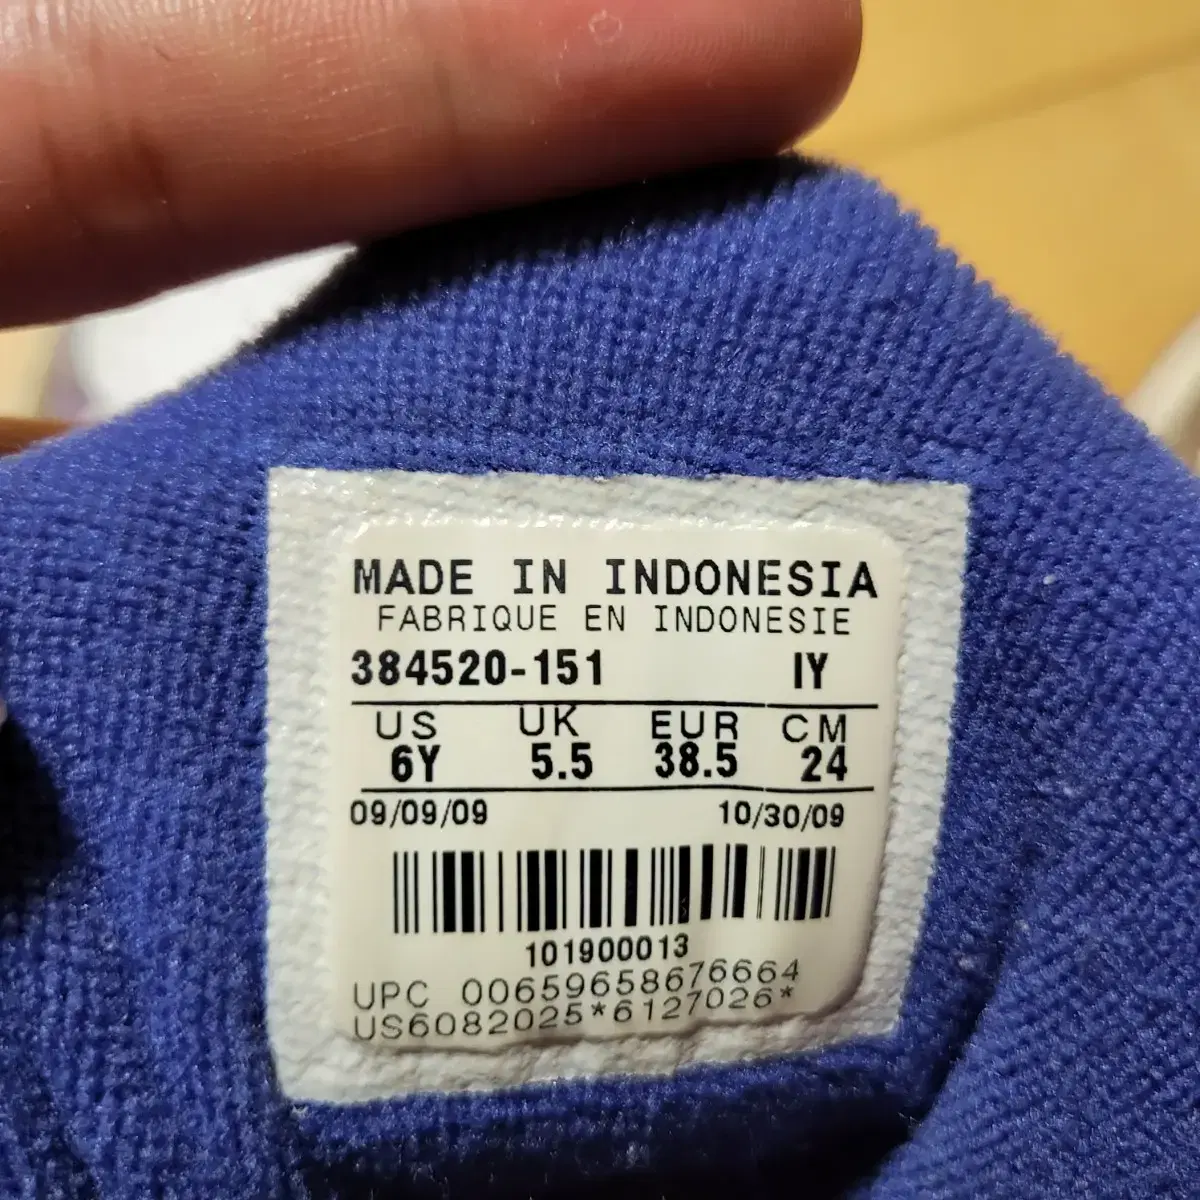 MADE IN INDONESIA
FABRIQUE EN INDONESIE
384520-151 IY
US UK EUR CM
6Y 5.5 38.5 24
09/09/09 10/30/09
101900013
UPC 00659658676664
US6082025*6127026*